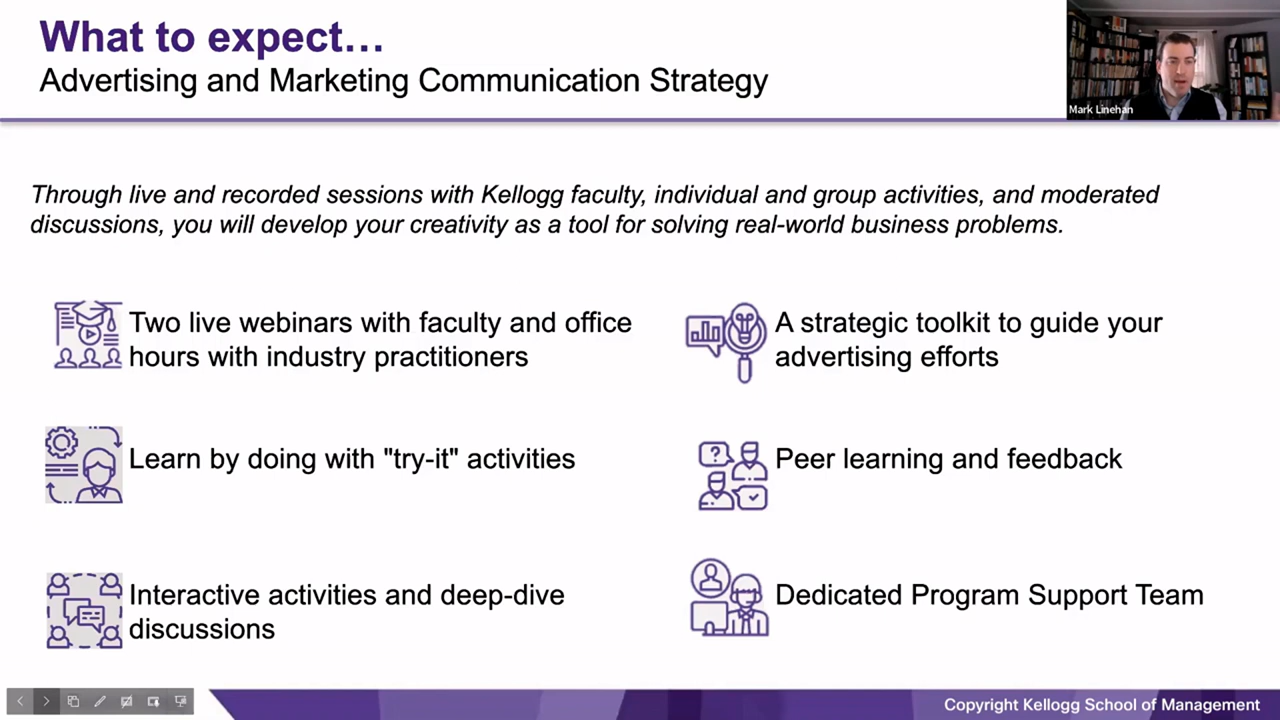 What to expect…
Advertising and Marketing Communication Strategy
Mark Linehan
Through live and recorded sessions with Kellogg faculty, individual and group activities, and moderated
discussions, you will develop your creativity as a tool for solving real-world business problems.
Two live webinars with faculty and office
hours with industry practitioners
A strategic toolkit to guide your
advertising efforts
Learn by doing with "try-it" activities
Peer learning and feedback
Interactive activities and deep-dive
discussions
Dedicated Program Support Team
Copyright Kellogg School of Management